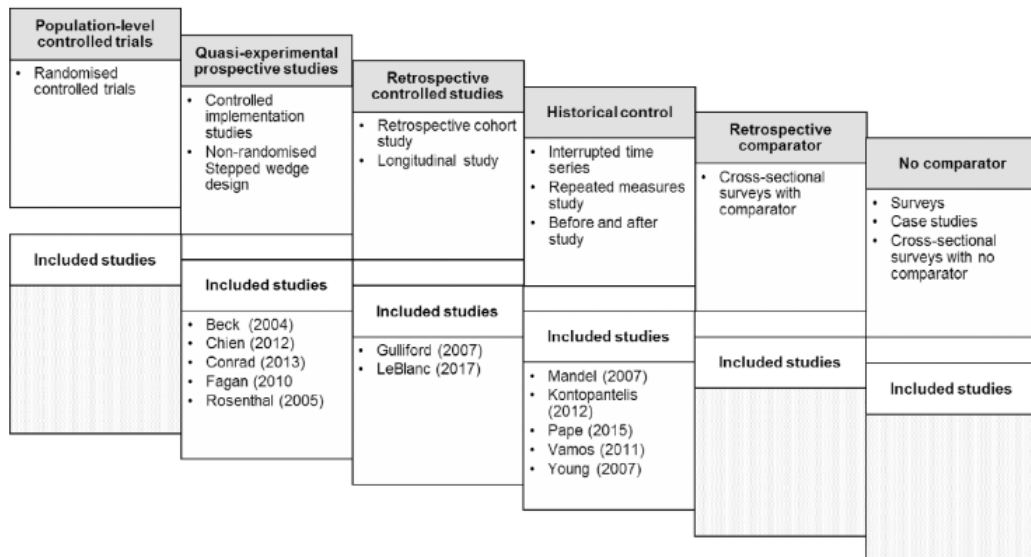 Population-level
controlled trials
• Randomised
controlled trials
Included studies
Quasi-experimental
prospective studies
• Controlled
implementation
studies
• Non-randomised
Stepped wedge
design
Included studies
• Beck (2004)
• Chien (2012)
• Conrad (2013)
• Fagan (2010
• Rosenthal (2005)
Retrospective
controlled studies
• Retrospective cohort
study
• Longitudinal study
Included studies
• Gulliford (2007)
• LeBlanc (2017)
Historical control
• Interrupted time
series
• Repeated measures
study
• Before and after
study
Included studies
• Mandel (2007)
• Kontopantelis
(2012)
• Pape (2015)
• Vamos (2011)
• Young (2007)
Retrospective
comparator
• Cross-sectional
surveys with
comparator
Included studies
No comparator
• Surveys
• Case studies
• Cross-sectional
surveys with no
comparator
Included studies